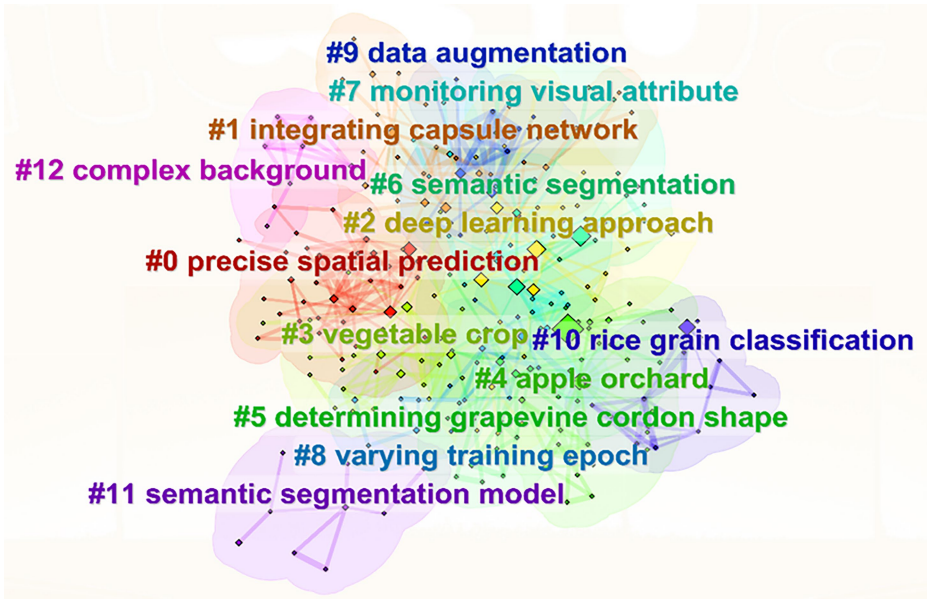 #9 data augmentation
#7 monitoring visual attribute
#1 integrating capsule network
#12 complex background
#6 semantic segmentation
#2 deep learning approach
#0 precise spatial prediction
#3 vegetable crop
#10 rice grain classification
#4 apple orchard
#5 determining grapevine cordon shape
#8 varying training epoch
#11 semantic segmentation model